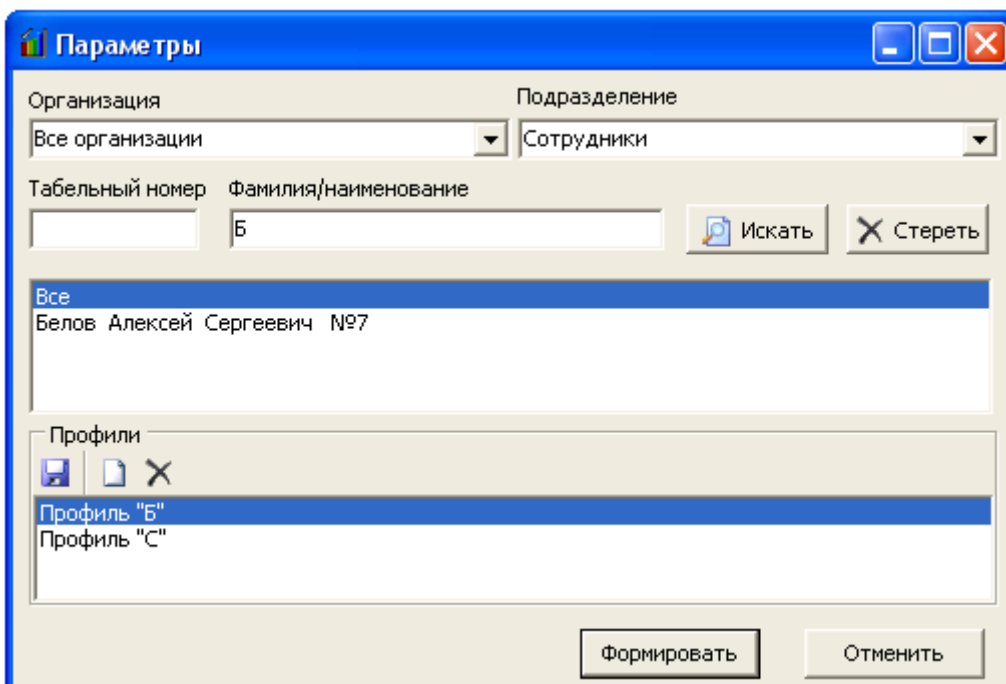 Параметры
Организация
Подразделение
Все организации
Сотрудники
Табельный номер
Фамилия/наименование
Б
Искать
Стереть
Все
Белов Алексей Сергеевич №7
Профили
Профиль "Б"
Профиль "С"
Формировать
Отменить